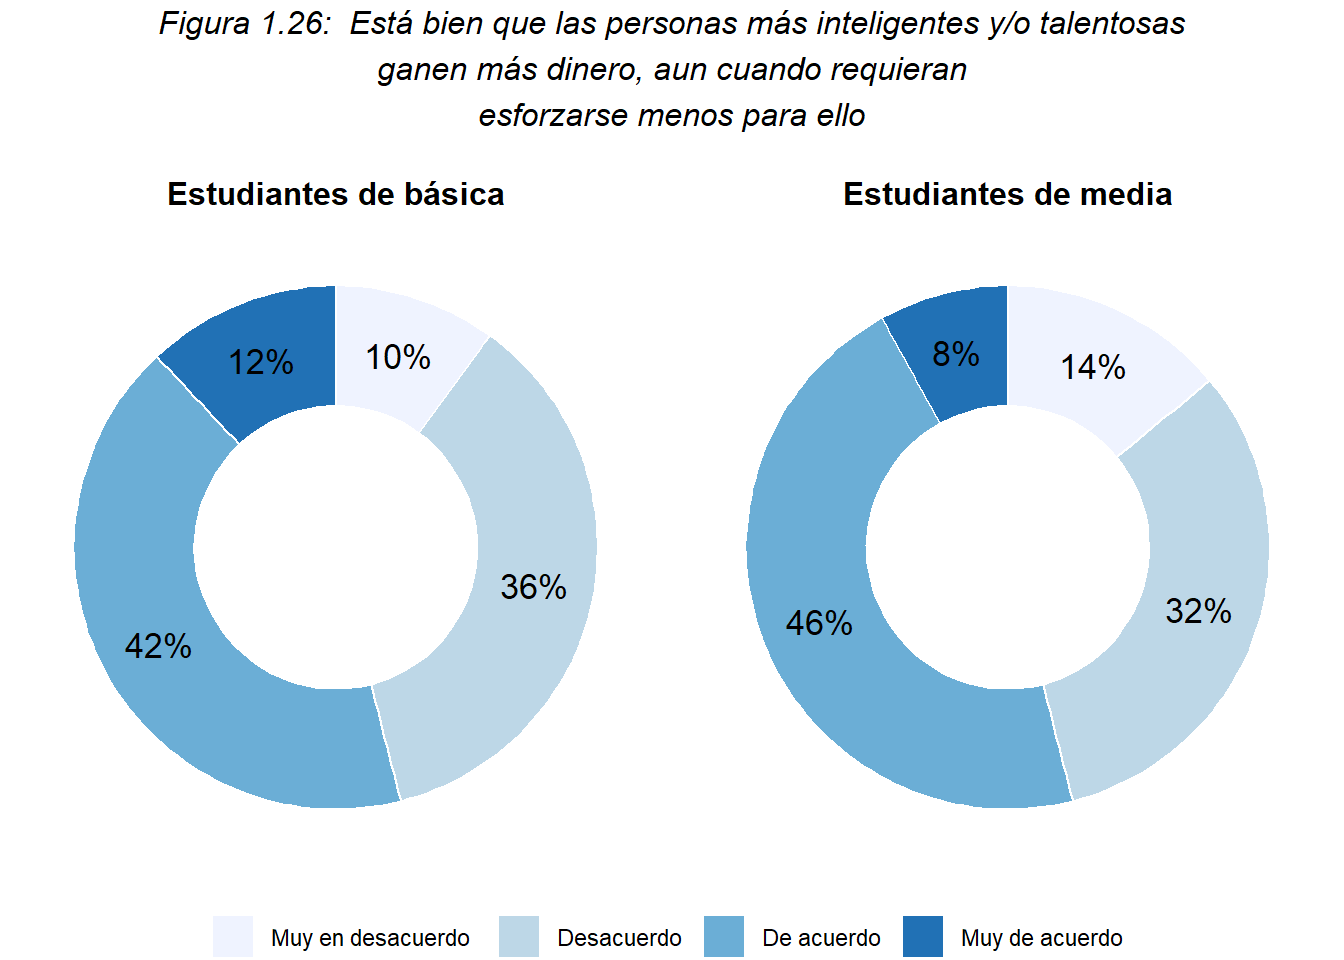 Figura 1.26:  Está bien que las personas más inteligentes y/o talentosas
ganen más dinero, aun cuando requieran
esforzarse menos para ello
Estudiantes de básica
Estudiantes de media
12%
10%
36%
42%
8%
14%
32%
46%
Muy en desacuerdo
Desacuerdo
De acuerdo
Muy de acuerdo